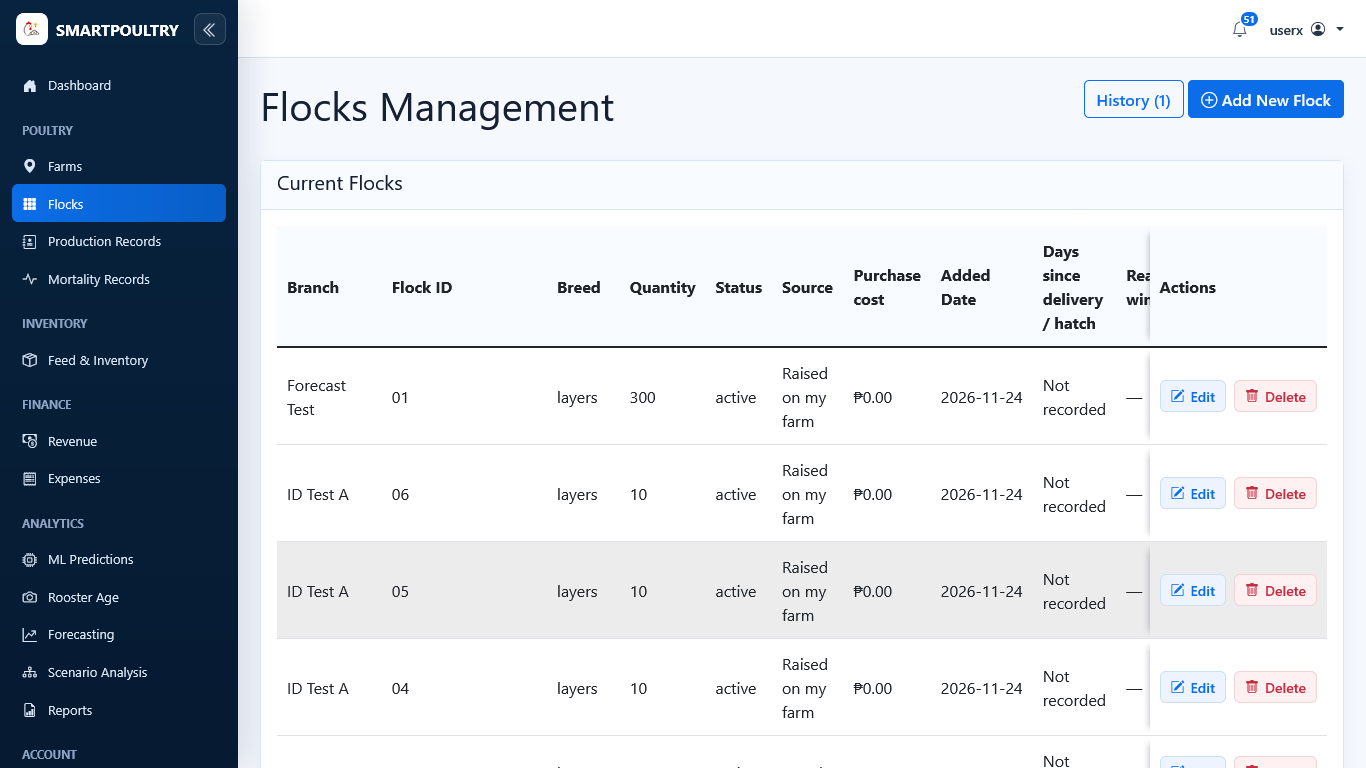 SMARTPOULTRY
51
userx
Dashboard
POULTRY
Farms
Flocks
Production Records
Mortality Records
INVENTORY
Feed & Inventory
FINANCE
Revenue
Expenses
ANALYTICS
ML Predictions
Rooster Age
Forecasting
Scenario Analysis
Reports
ACCOUNT
Flocks Management
History (1)
Add New Flock
Current Flocks
Branch Flock ID Breed Quantity Status Source Purchase cost Added Date Days since delivery / hatch Actions
Forecast Test 01 layers 300 active Raised on my farm ₱0.00 2026-11-24 Not recorded — Edit Delete
ID Test A 06 layers 10 active Raised on my farm ₱0.00 2026-11-24 Not recorded — Edit Delete
ID Test A 05 layers 10 active Raised on my farm ₱0.00 2026-11-24 Not recorded — Edit Delete
ID Test A 04 layers 10 active Raised on my farm ₱0.00 2026-11-24 Not recorded — Edit Delete
Not